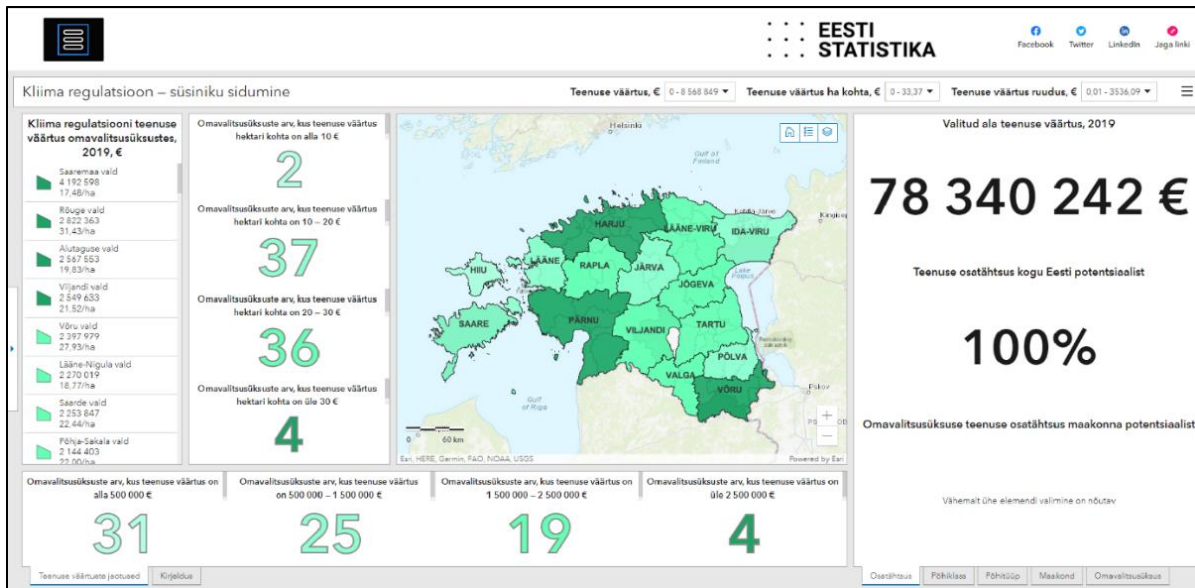 EESTI
STATISTIKA
Facebook
Twitter
LinkedIn
Jaga linki
Kliima regulatsioon – süsiniku sidumine
Teenuse väärtus, € 0 - 8 568 849
Teenuse väärtus ha kohta, € 0 - 33,37
Teenuse väärtus ruudus, € 0,01 - 3536,09
Kliima regulatsiooni teenuse
väärtus omavalitsusüksustes,
2019, €
Saaremaa vald
4 192 598
17,48/ha
Rõuge vald
2 822 363
31,43/ha
Alutaguse vald
2 567 553
19,83/ha
Viljandi vald
2 549 633
21,52/ha
Võru vald
2 397 979
27,93/ha
Lääne-Nigula vald
2 270 019
18,77/ha
Saarde vald
2 253 847
22,44/ha
Põhja-Sakala vald
2 144 403
22,00/ha
Omavalitsusüksuste arv, kus teenuse väärtus
hektari kohta on alla 10 €
2
Omavalitsusüksuste arv, kus teenuse väärtus
hektari kohta on 10 – 20 €
37
Omavalitsusüksuste arv, kus teenuse väärtus
hektari kohta on 20 – 30 €
36
Omavalitsusüksuste arv, kus teenuse väärtus
hektari kohta on üle 30 €
4
Helsinki
Gulf of
Finland
Kohtla-Järve
HARJU
LÄÄNE-VIRU
IDA-VIRU
LÄÄNE
RAPLA
JÄRVA
HIIU
Lake
JÕGEVA
SAARE
PÄRNU
VILJANDI
TARTU
PÕLVA
VALGA
VÕRU
Pskov
Gulf
of Riga
0 60 km
Esri, HERE, Garmin, FAO, NOAA, USGS
Powered by Esri
Valitud ala teenuse väärtus, 2019
78 340 242 €
Teenuse osatähtsus kogu Eesti potentsiaalist
100%
Omavalitsusüksuse teenuse osatähtsus maakonna potentsiaalist
Vähemalt ühe elemendi valimine on nõutav
Omavalitsusüksuste arv, kus teenuse väärtus on
alla 500 000 €
31
Omavalitsusüksuste arv, kus teenuse väärtus
on 500 000 – 1 500 000 €
25
Omavalitsusüksuste arv, kus teenuse väärtus on
1 500 000 – 2 500 000 €
19
Omavalitsusüksuste arv, kus teenuse väärtus on
üle 2 500 000 €
4
Teenuse väärtuste jaotused
Kirjeldus
Osatähtsus
Põhiklass
Põhitüüp
Maakond
Omavalitsusüksus